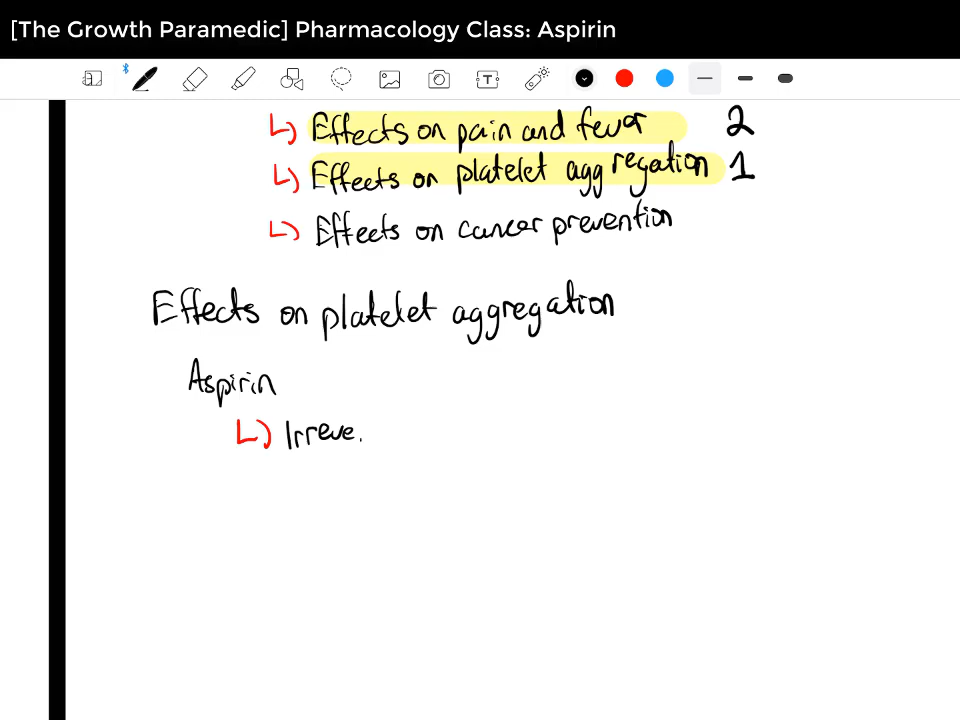 [The Growth Paramedic] Pharmacology Class: Aspirin
Effects on pain and fever 2
Effects on platelet aggregation 1
Effects on cancer prevention
Effects on platelet aggregation
Aspirin
Irreve